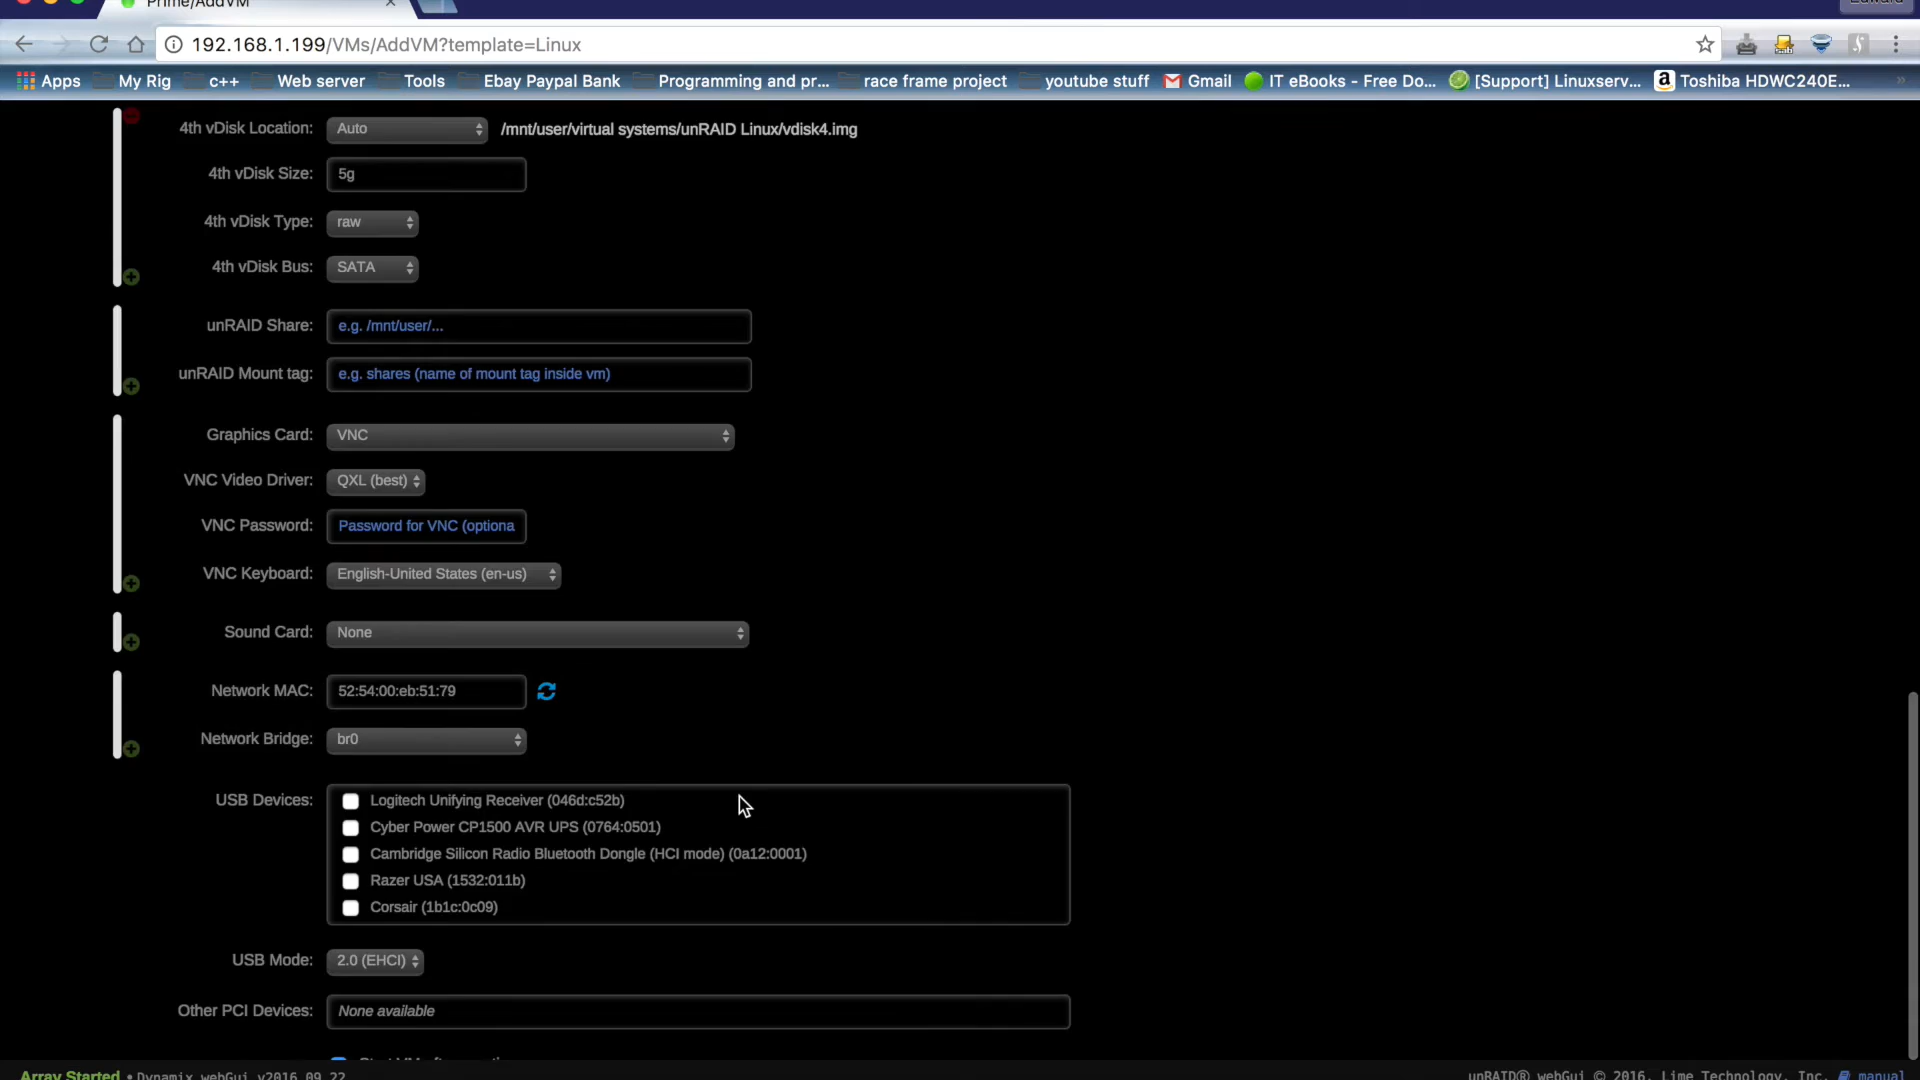 Prime/AddVM
Edward
192.168.1.199/VMs/AddVM?template=Linux
Apps My Rig c++ Web server Tools Ebay Paypal Bank Programming and pr... race frame project youtube stuff Gmail IT eBooks - Free Do... [Support] Linuxserv... Toshiba HDWC240E...
4th vDisk Location: Auto /mnt/user/virtual systems/unRAID Linux/vdisk4.img
4th vDisk Size: 5g
4th vDisk Type: raw
4th vDisk Bus: SATA
unRAID Share: e.g. /mnt/user/...
unRAID Mount tag: e.g. shares (name of mount tag inside vm)
Graphics Card: VNC
VNC Video Driver: QXL (best)
VNC Password: Password for VNC (optiona
VNC Keyboard: English-United States (en-us)
Sound Card: None
Network MAC: 52:54:00:eb:51:79
Network Bridge: br0
USB Devices: Logitech Unifying Receiver (046d:c52b)
Cyber Power CP1500 AVR UPS (0764:0501)
Cambridge Silicon Radio Bluetooth Dongle (HCI mode) (0a12:0001)
Razer USA (1532:011b)
Corsair (1b1c:0c09)
USB Mode: 2.0 (EHCI)
Other PCI Devices: None available
Array Started • Dynamix webGui v2016.09.22
unRAID® webGui © 2016, Lime Technology, Inc. manual